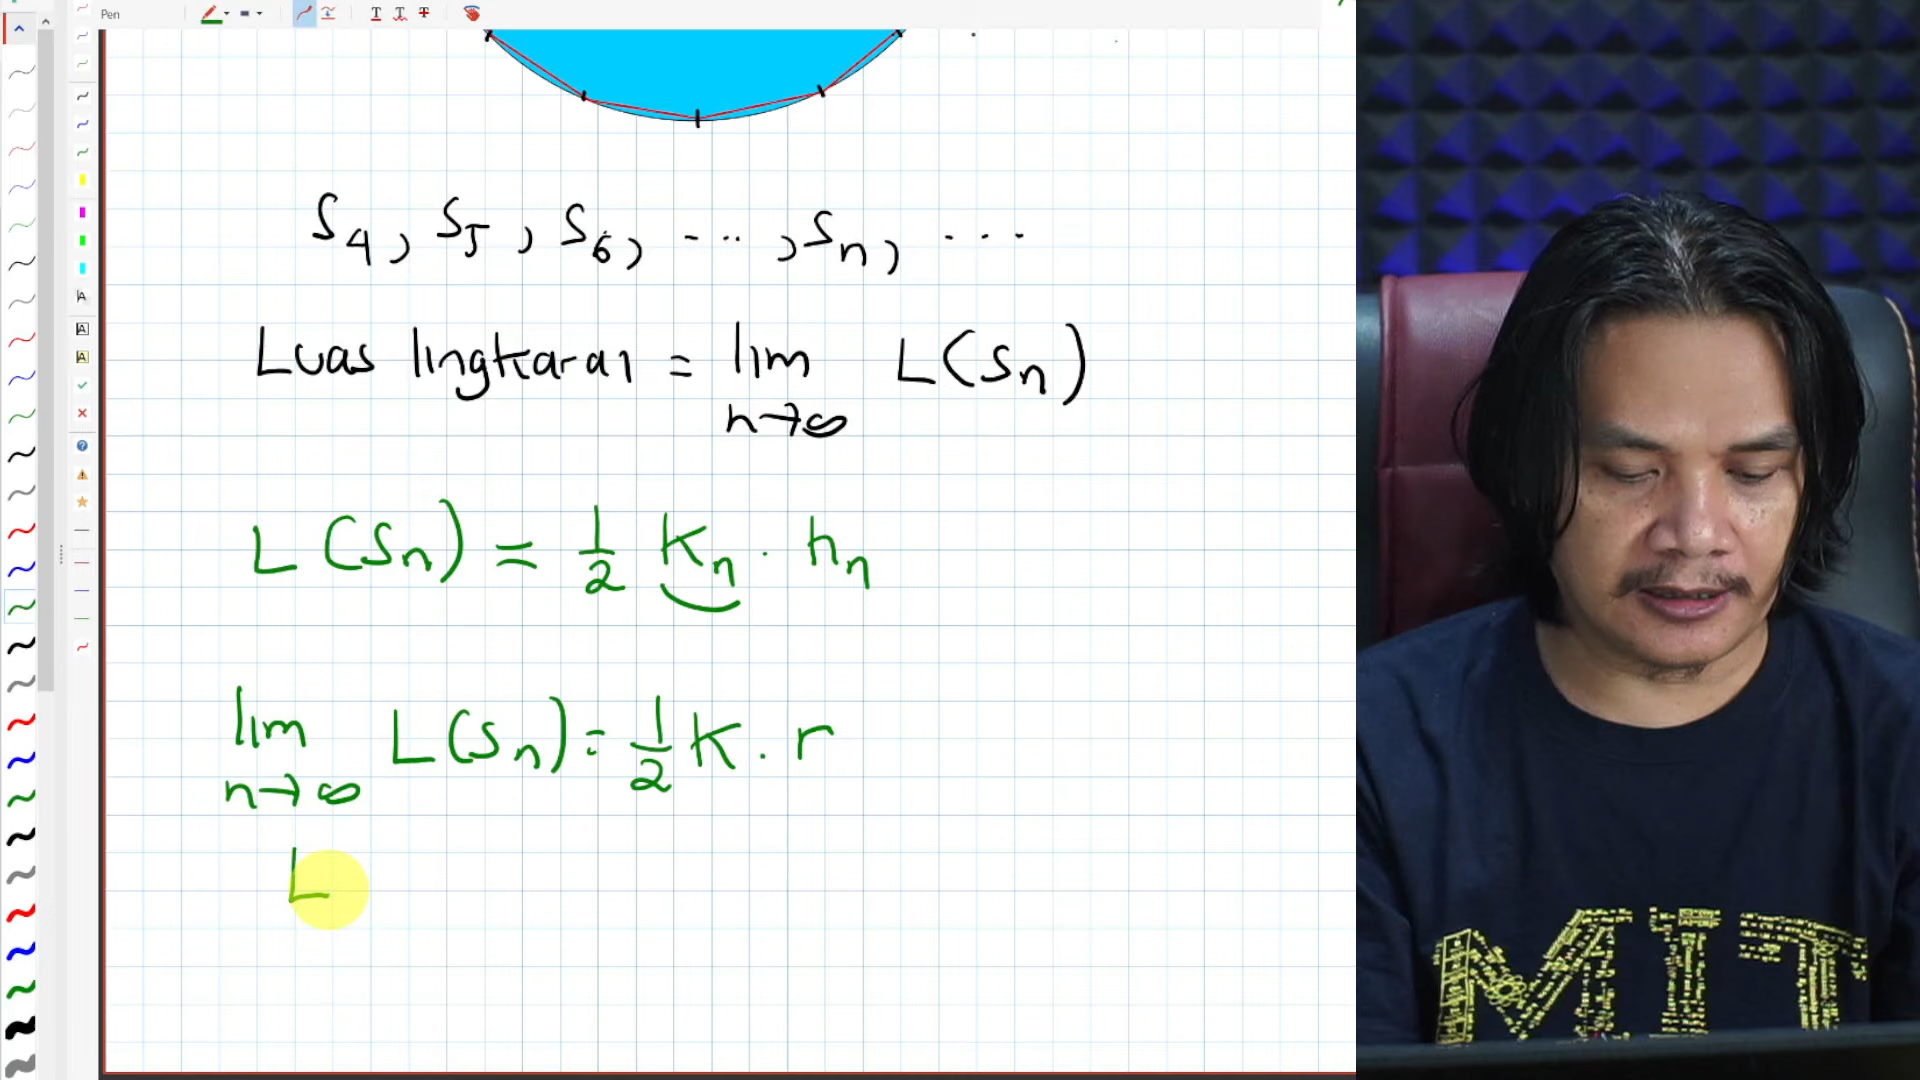 Pen
S₄, S₅, S₆, ..., Sₙ, ...
Luas lingkaran = lim L(Sₙ)
n→∞
L(Sₙ) = 1/2 Kₙ · hₙ
lim L(Sₙ) = 1/2 K · r
n→∞
L
MIT